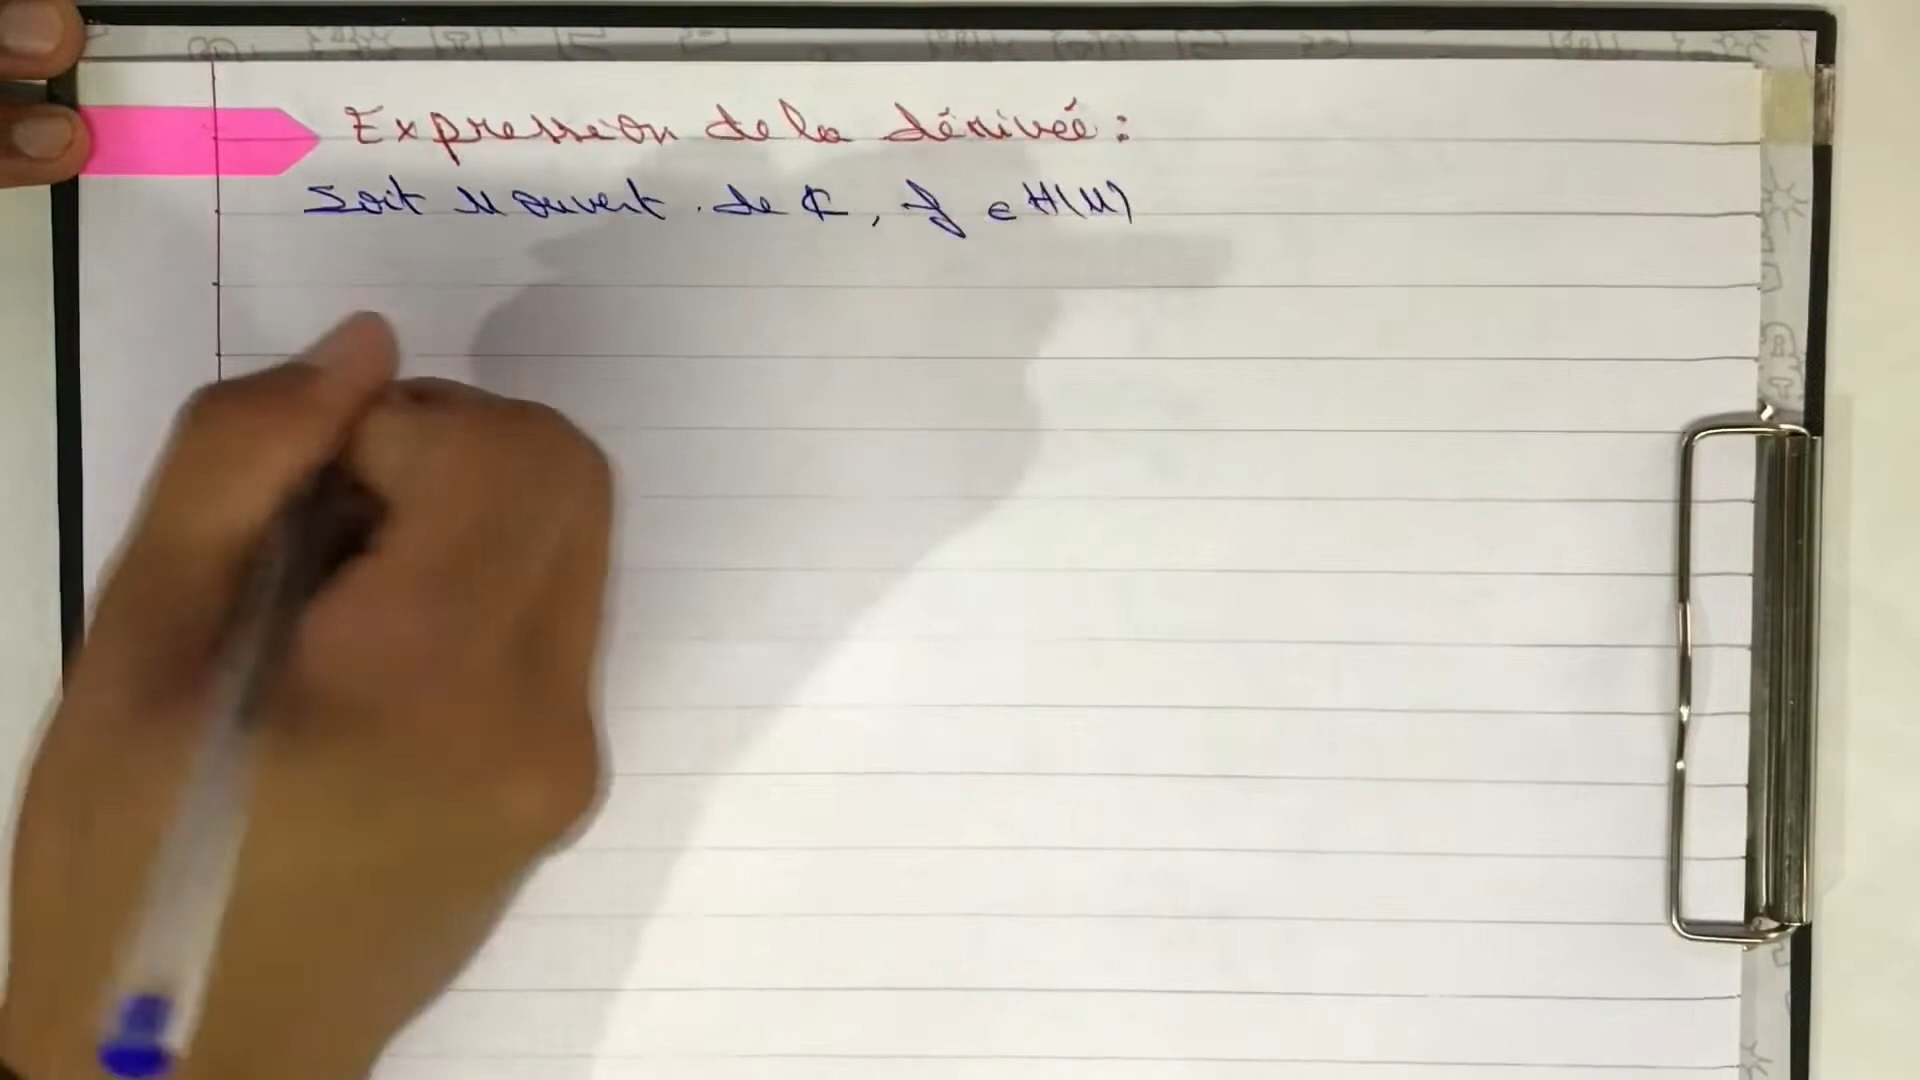 Expression de la dérivée :
Soit U ouvert de ℂ, f ∈ H(U)